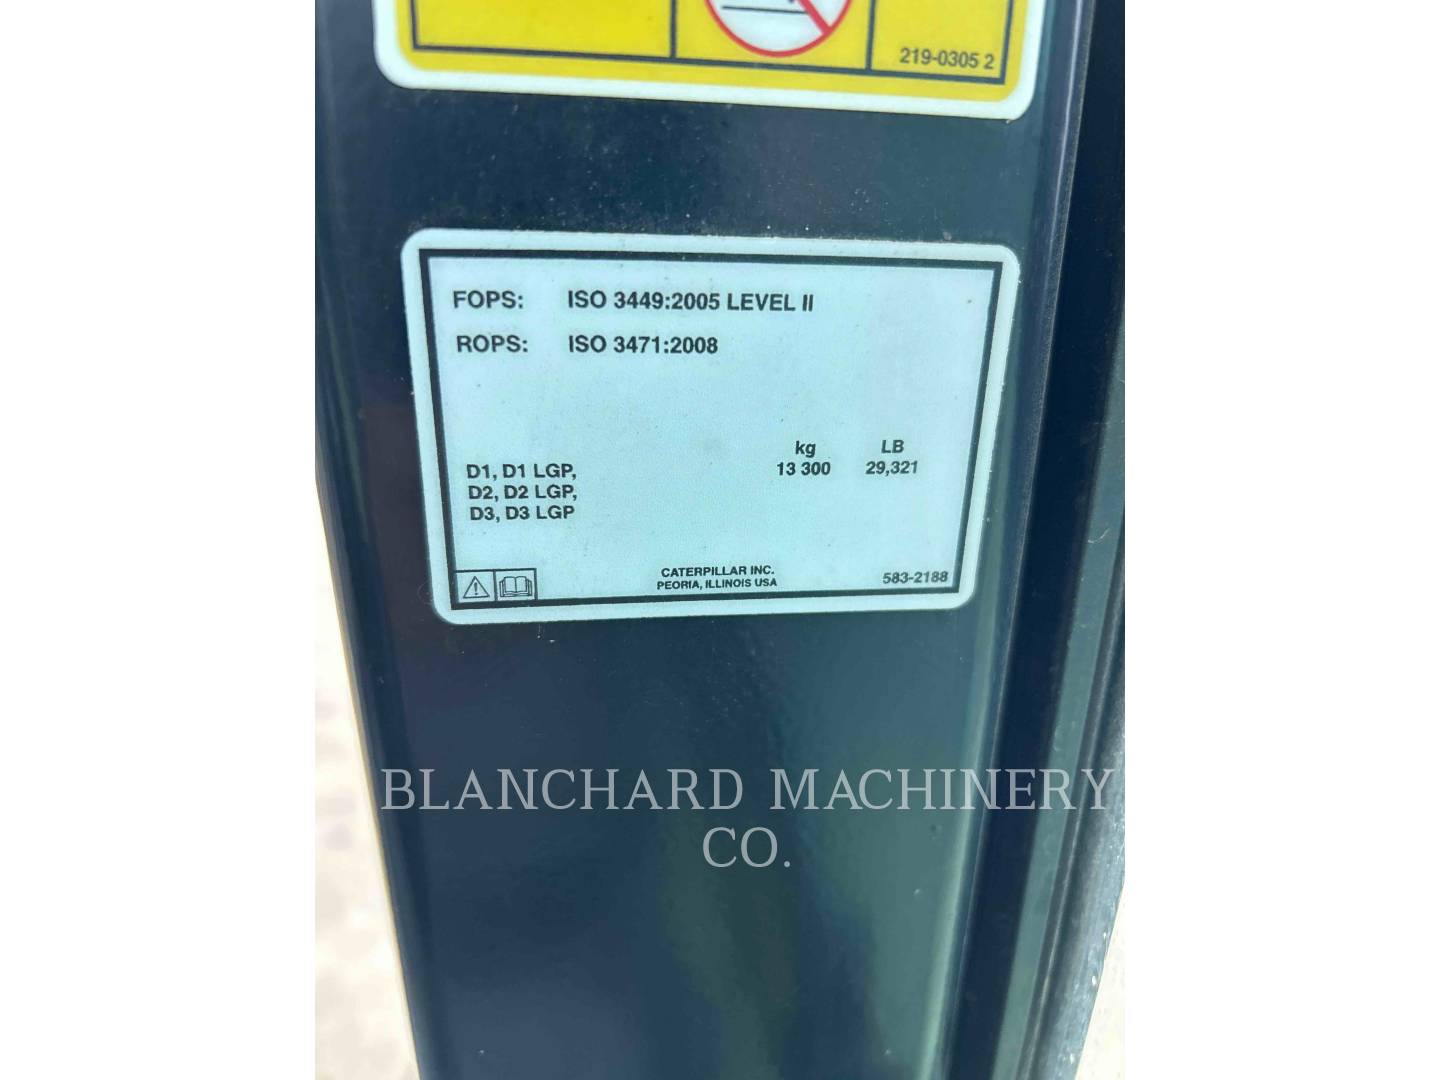 219-0305 2
FOPS: ISO 3449:2005 LEVEL II
ROPS: ISO 3471:2008
kg LB
D1, D1 LGP, 13 300 29,321
D2, D2 LGP,
D3, D3 LGP
CATERPILLAR INC.
PEORIA, ILLINOIS USA 583-2188
BLANCHARD MACHINERY
CO.